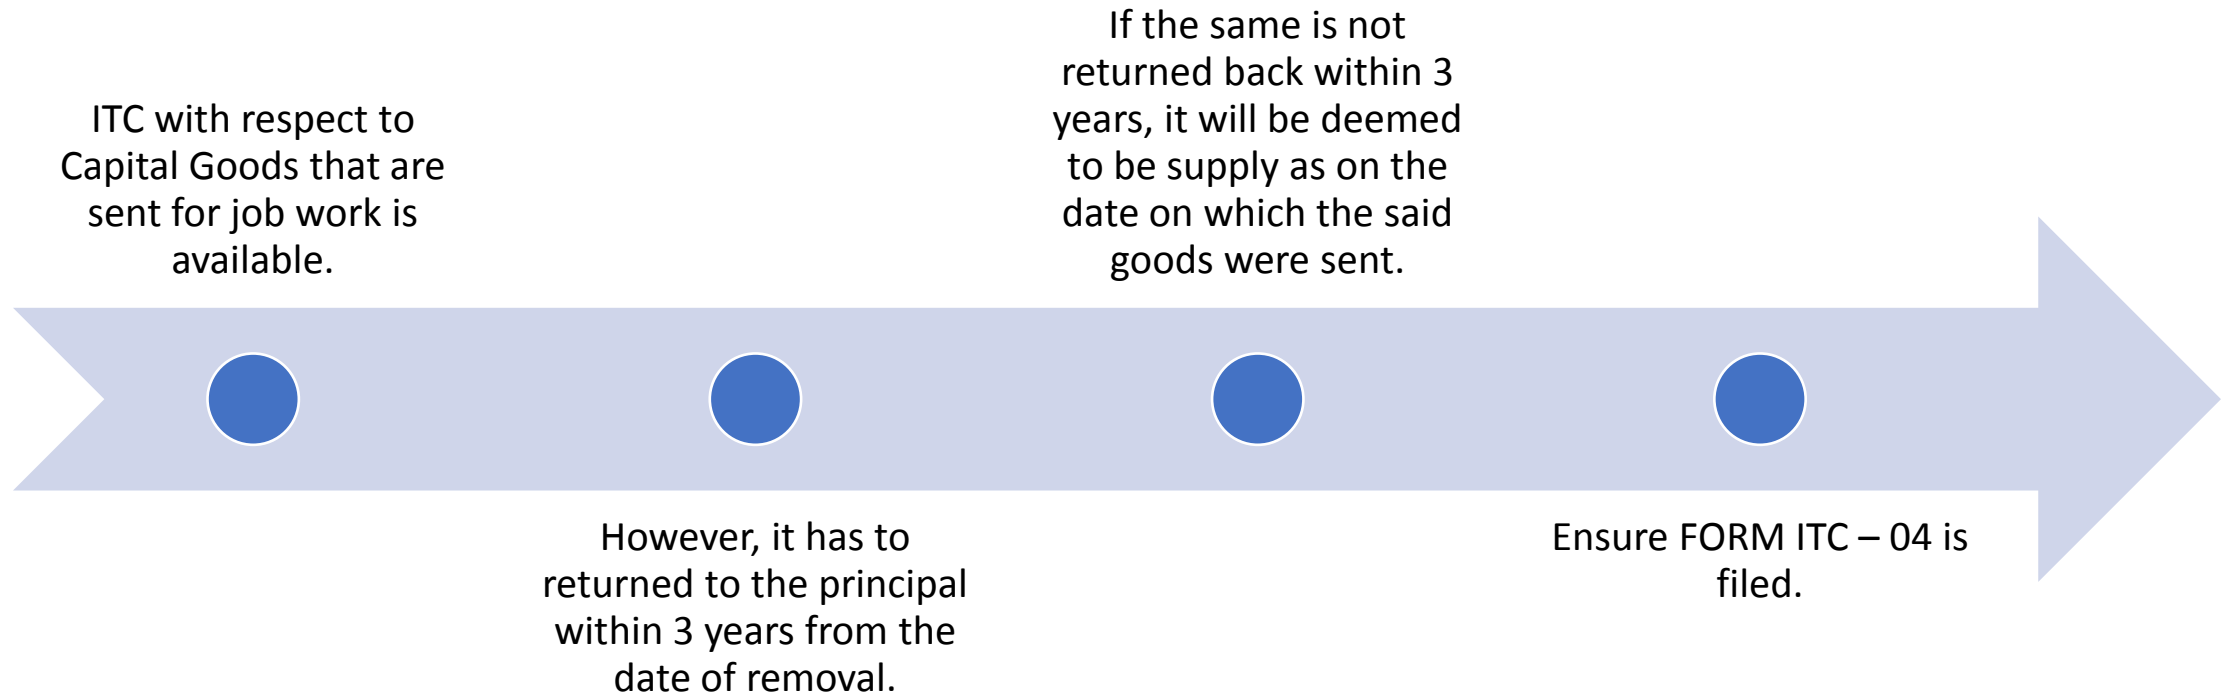 ITC with respect to
Capital Goods that are
sent for job work is
available.
However, it has to
returned to the principal
within 3 years from the
date of removal.
If the same is not
returned back within 3
years, it will be deemed
to be supply as on the
date on which the said
goods were sent.
Ensure FORM ITC – 04 is
filed.